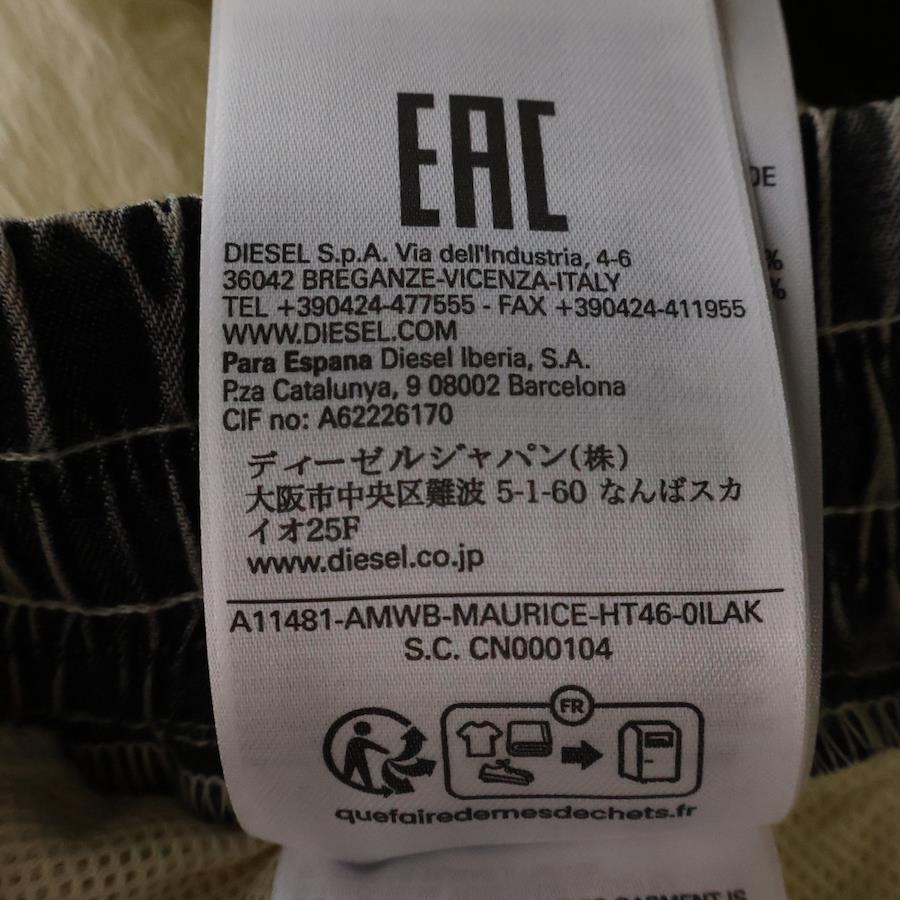 EAC
DIESEL S.p.A. Via dell'Industria, 4-6
36042 BREGANZE-VICENZA-ITALY
TEL +390424-477555 - FAX +390424-411955
WWW.DIESEL.COM
Para Espana Diesel Iberia, S.A.
P.za Catalunya, 9 08002 Barcelona
CIF no: A62226170
ディーゼルジャパン(株)
大阪市中央区難波 5-1-60 なんばスカ
イオ25F
www.diesel.co.jp
A11481-AMWB-MAURICE-HT46-0ILAK
S.C. CN000104
FR
quefairedemesdechets.fr